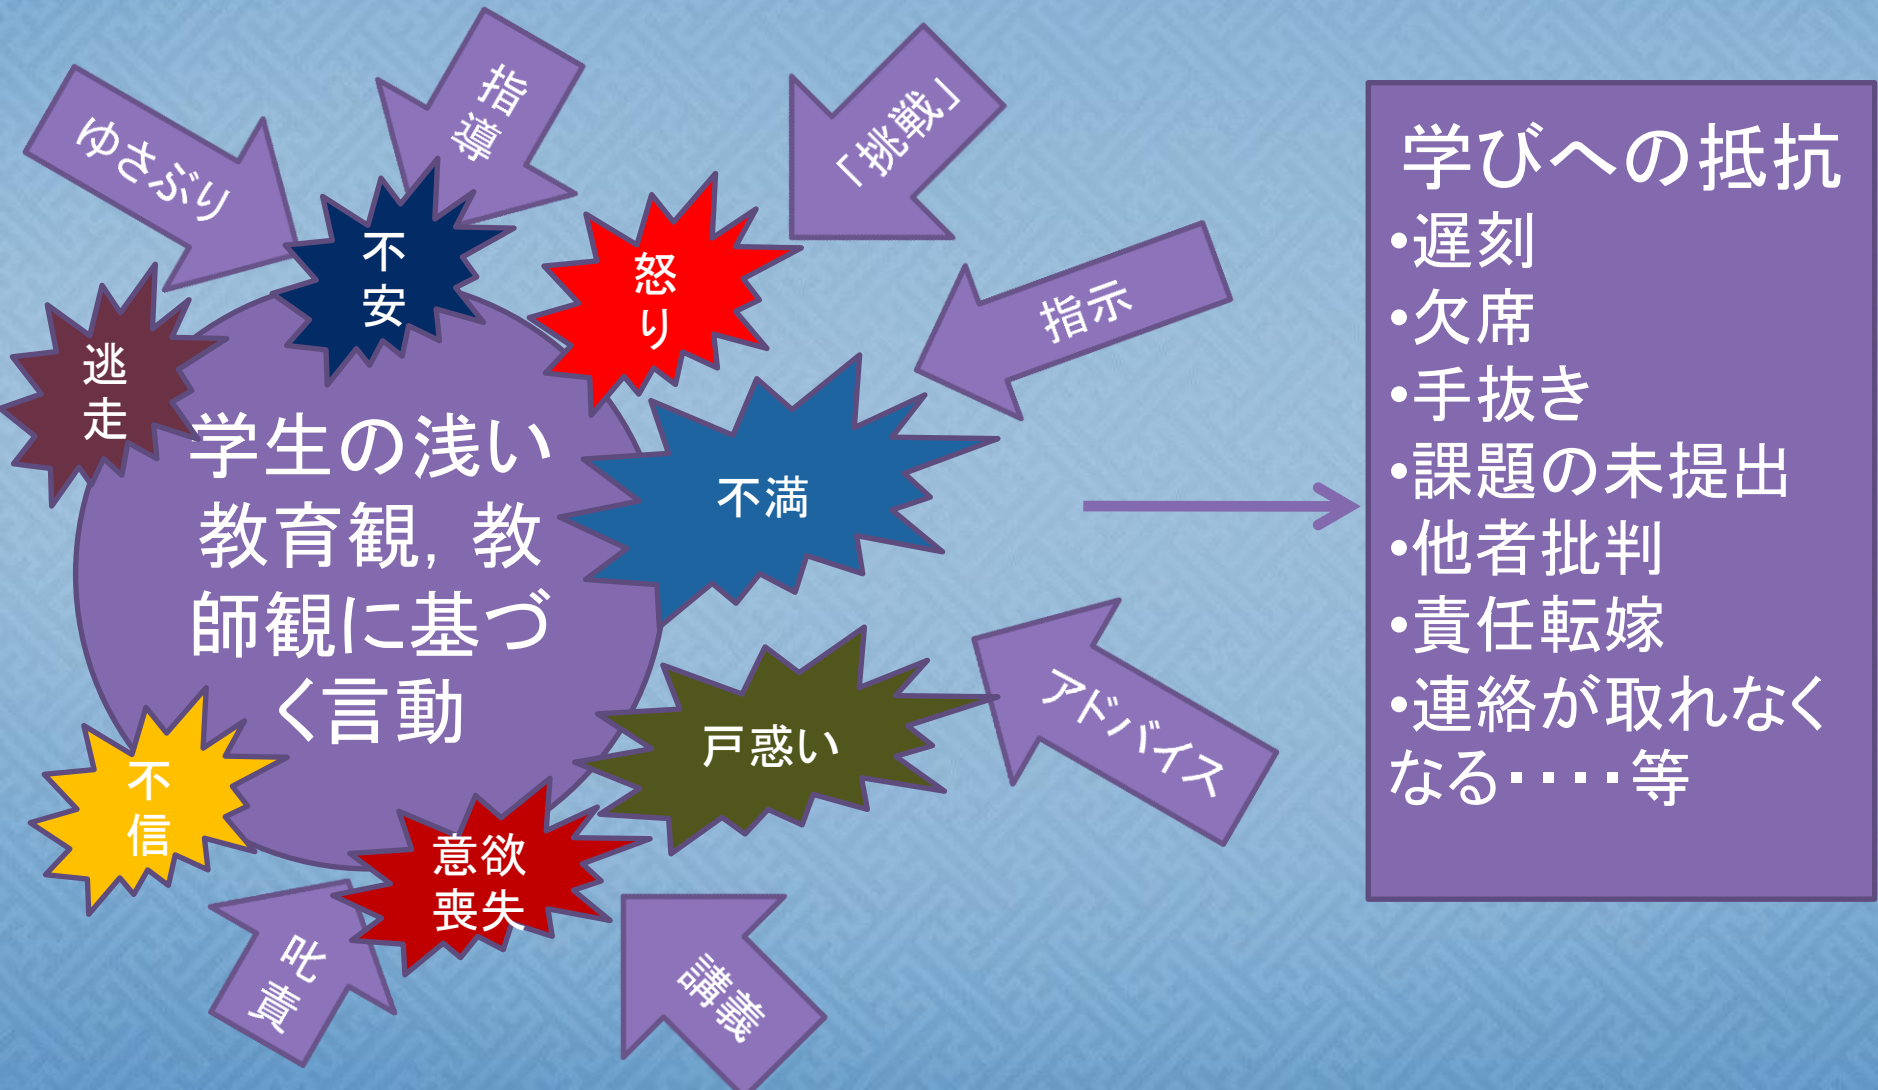 ゆさぶり
指
導
「挑戦」
指示
アドバイス
講義
叱
責
不
安
怒
り
逃
走
不満
戸惑い
意欲
喪失
不
信
学生の浅い
教育観，教
師観に基づ
く言動
学びへの抵抗
•遅刻
•欠席
•手抜き
•課題の未提出
•他者批判
•責任転嫁
•連絡が取れなく
なる・・・・等